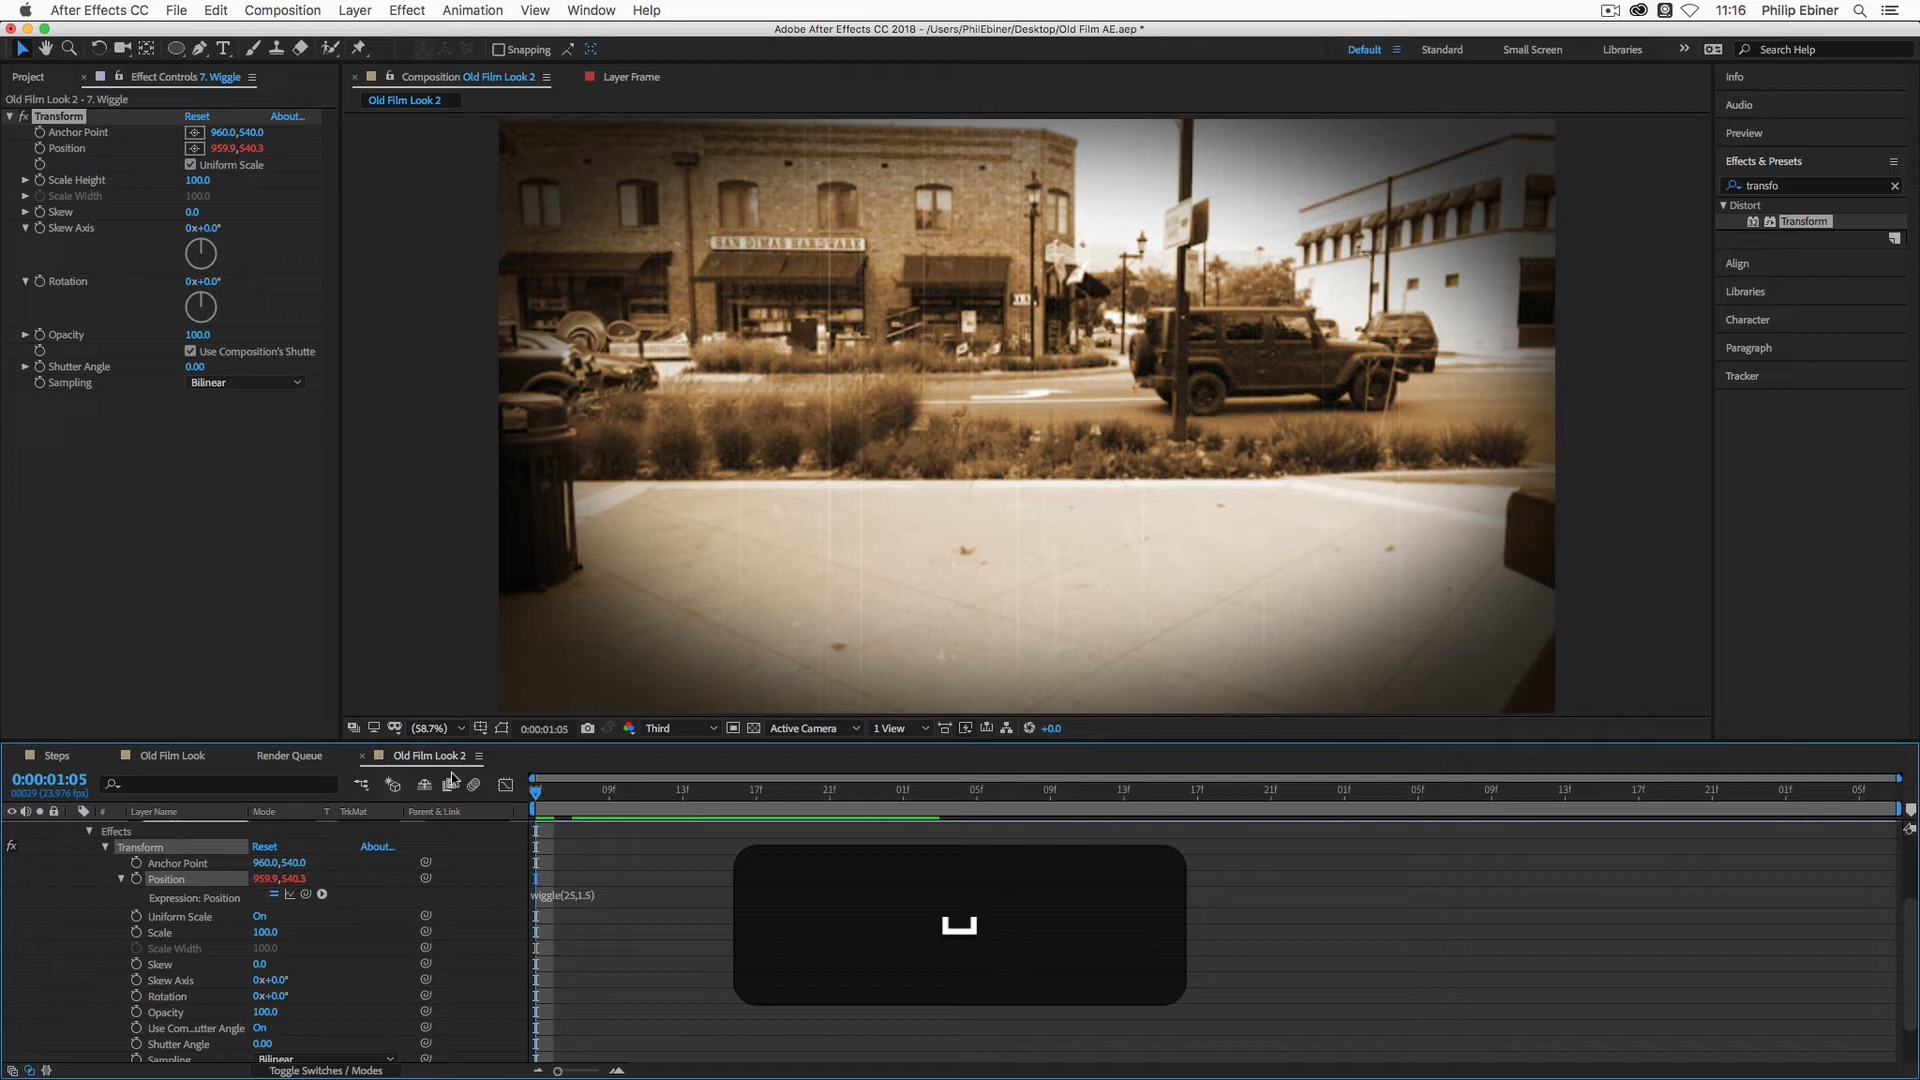 After Effects CC File Edit Composition Layer Effect Animation View Window Help 11:16 Philip Ebiner
Adobe After Effects CC 2018 - /Users/PhilEbiner/Desktop/Old Film AE.aep *
T Snapping Default Standard Small Screen Libraries Search Help
Project Effect Controls 7. Wiggle
Old Film Look 2 • 7. Wiggle
fx Transform Reset About...
Anchor Point 960.0,540.0
Position 959.9,540.3
Uniform Scale
Scale Height 100.0
Scale Width 100.0
Skew 0.0
Skew Axis 0x+0.0°
Rotation 0x+0.0°
Opacity 100.0
Use Composition's Shutte
Shutter Angle 0.00
Sampling Bilinear
Composition Old Film Look 2 Layer Frame
Old Film Look 2
SAN DIMAS HARDWARE
(58.7%) 0:00:01:05 Third Active Camera 1 View +0.0
Info
Audio
Preview
Effects & Presets
transfo
Distort
32 Transform
Align
Libraries
Character
Paragraph
Tracker
Steps Old Film Look Render Queue Old Film Look 2
0:00:01:05
00029 (23.976 fps)
09f 13f 17f 21f 01f 05f 09f 13f 17f 21f 01f 05f 09f 13f 17f 21f 01f 05f
# Layer Name Mode T TrkMat Parent & Link
Effects
fx Transform Reset About...
Anchor Point 960.0,540.0
Position 959.9,540.3
Expression: Position wiggle(25,1.5)
Uniform Scale On
Scale 100.0
Scale Width 100.0
Skew 0.0
Skew Axis 0x+0.0°
Rotation 0x+0.0°
Opacity 100.0
Use Com...utter Angle On
Shutter Angle 0.00
Sampling Bilinear
Toggle Switches / Modes